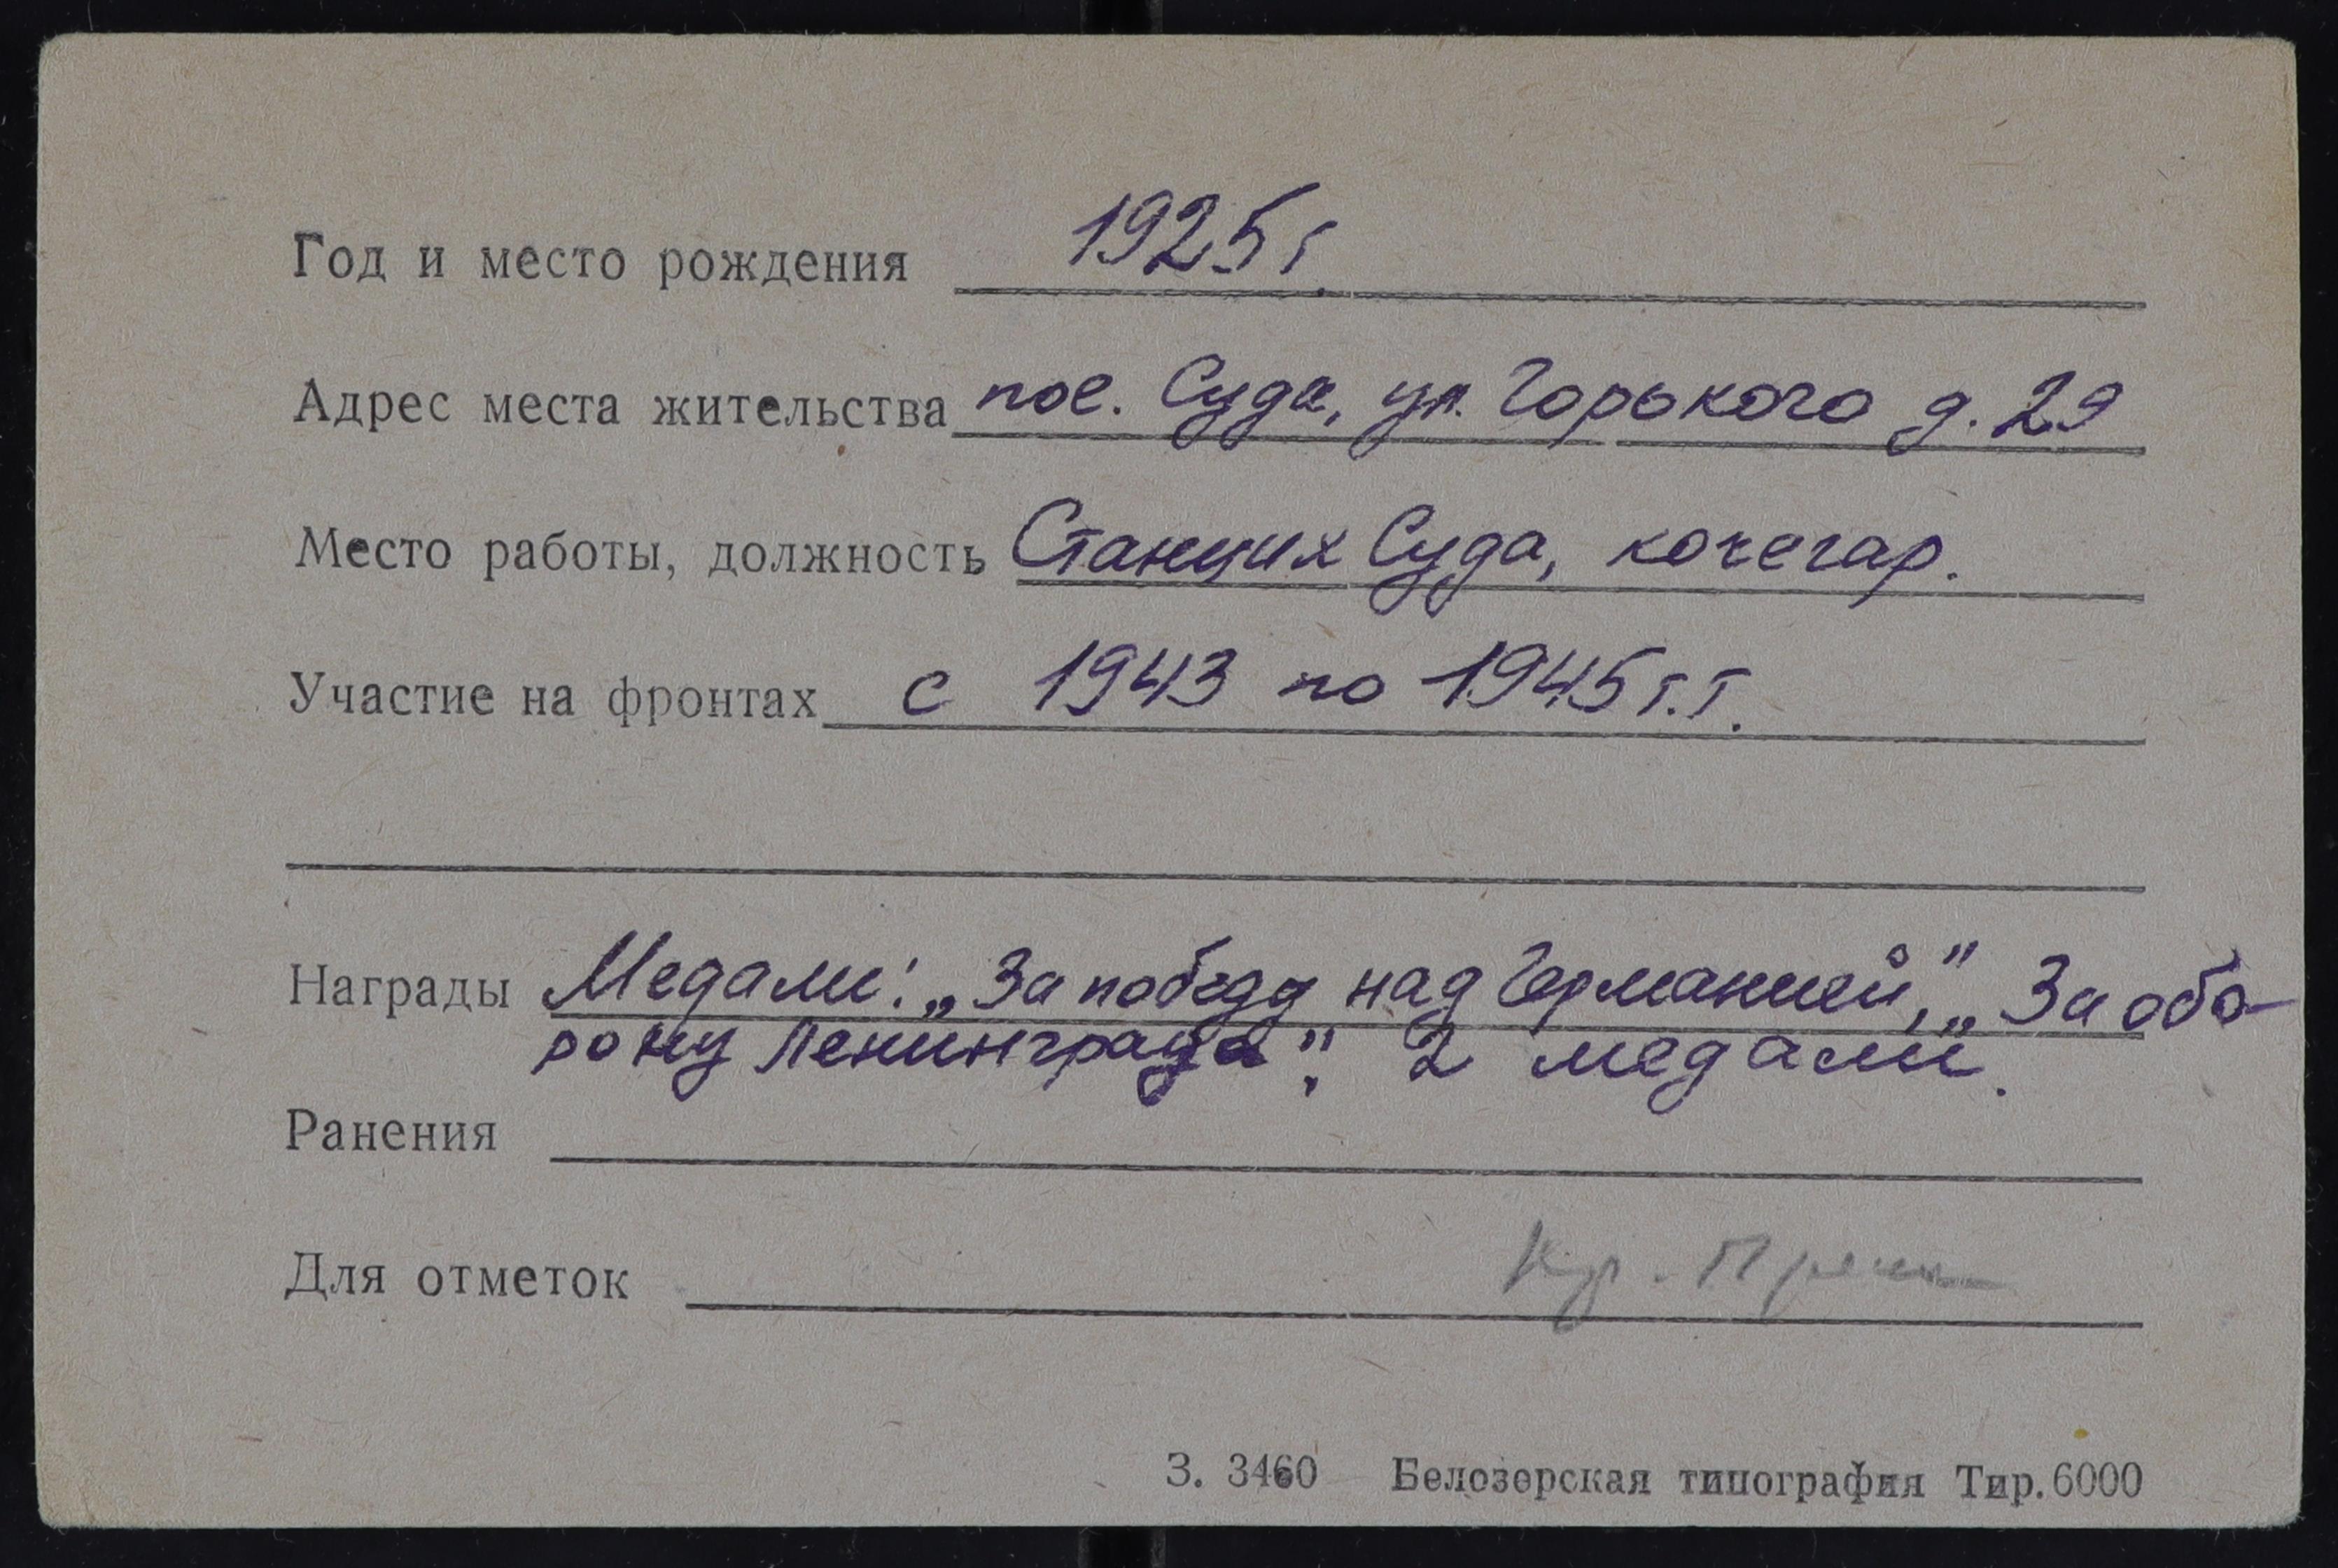 Год и место рождения 1925 г.
Адрес места жительства пос. Суда, ул. Горького д. 29
Место работы, должность Станция Суда, кочегар.
Участие на фронтах с 1943 по 1945 г.г.
Награды Медали: „За победу над Германией", „За обо-
рону Ленинграда". 2 медали.
Ранения
Для отметок Кр.
З. 3460 Белозерская типография Тир. 6000